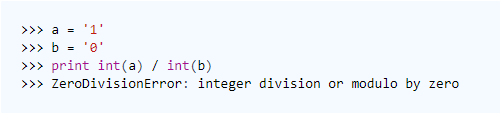 >>> a = '1'
>>> b = '0'
>>> print int(a) / int(b)
>>> ZeroDivisionError: integer division or modulo by zero